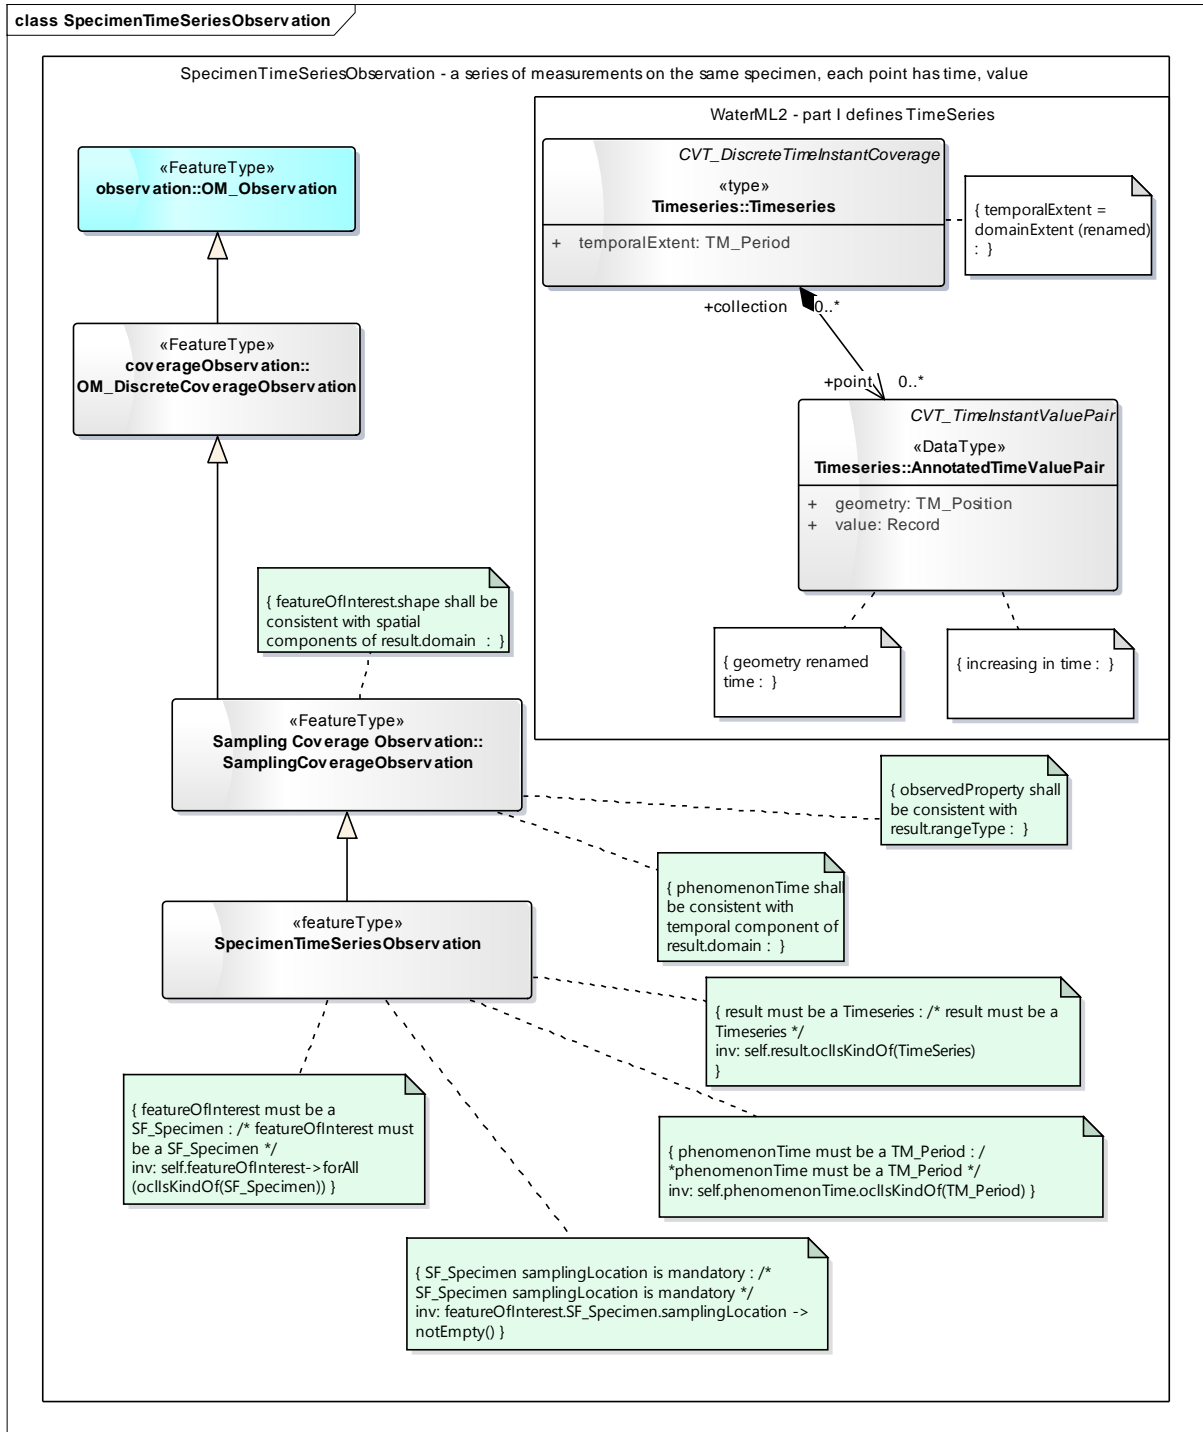 class SpecimenTimeSeriesObservation
SpecimenTimeSeriesObservation - a series of measurements on the same specimen, each point has time, value
WaterML2 - part I defines TimeSeries
CVT_DiscreteTimeInstantCoverage
«type»
Timeseries::Timeseries
+ temporalExtent: TM_Period
{ temporalExtent =
domainExtent (renamed)
: }
«FeatureType»
observation::OM_Observation
+collection 0..*
«FeatureType»
coverageObservation::
OM_DiscreteCoverageObservation
+point 0..*
CVT_TimeInstantValuePair
«DataType»
Timeseries::AnnotatedTimeValuePair
+ geometry: TM_Position
+ value: Record
{ geometry renamed
time : }
{ increasing in time : }
{ featureOfInterest.shape shall be
consistent with spatial
components of result.domain : }
«FeatureType»
Sampling Coverage Observation::
SamplingCoverageObservation
{ observedProperty shall
be consistent with
result.rangeType : }
{ phenomenonTime shall
be consistent with
temporal component of
result.domain : }
«featureType»
SpecimenTimeSeriesObservation
{ result must be a Timeseries : /* result must be a
Timeseries */
inv: self.result.oclIsKindOf(TimeSeries)
}
{ featureOfInterest must be a
SF_Specimen : /* featureOfInterest must
be a SF_Specimen */
inv: self.featureOfInterest->forAll
(oclIsKindOf(SF_Specimen)) }
{ phenomenonTime must be a TM_Period : /
*phenomenonTime must be a TM_Period */
inv: self.phenomenonTime.oclIsKindOf(TM_Period) }
{ SF_Specimen samplingLocation is mandatory : /*
SF_Specimen samplingLocation is mandatory */
inv: featureOfInterest.SF_Specimen.samplingLocation ->
notEmpty() }